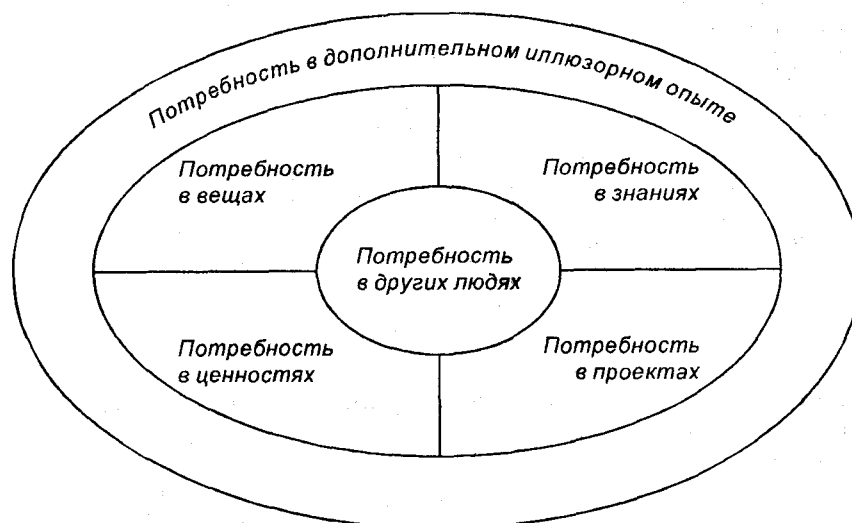 Потребность в дополнительном иллюзорном опыте
Потребность
в вещах
Потребность
в знаниях
Потребность
в других людях
Потребность
в ценностях
Потребность
в проектах